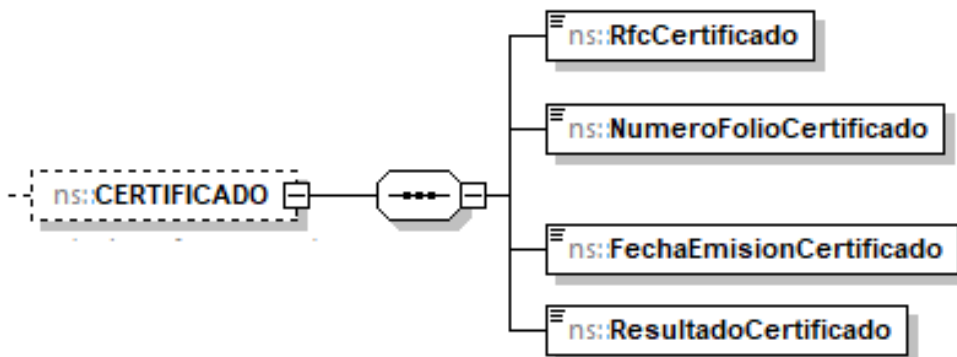 ns::RfcCertificado
ns::NumeroFolioCertificado
ns::CERTIFICADO
ns::FechaEmisionCertificado
ns::ResultadoCertificado